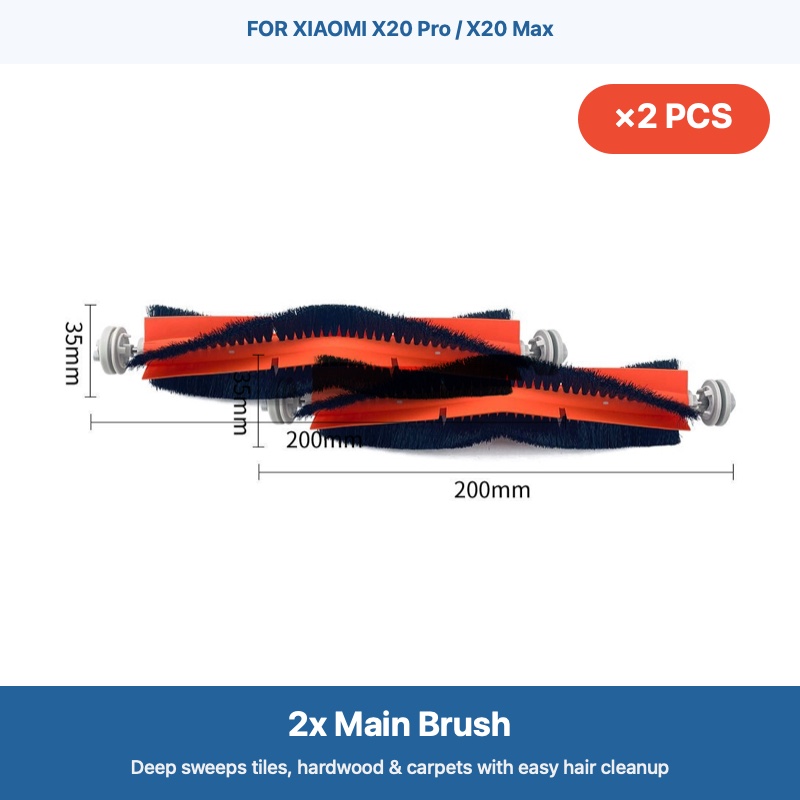 FOR XIAOMI X20 Pro / X20 Max
×2 PCS
35mm
35mm
200mm
200mm
2x Main Brush
Deep sweeps tiles, hardwood & carpets with easy hair cleanup